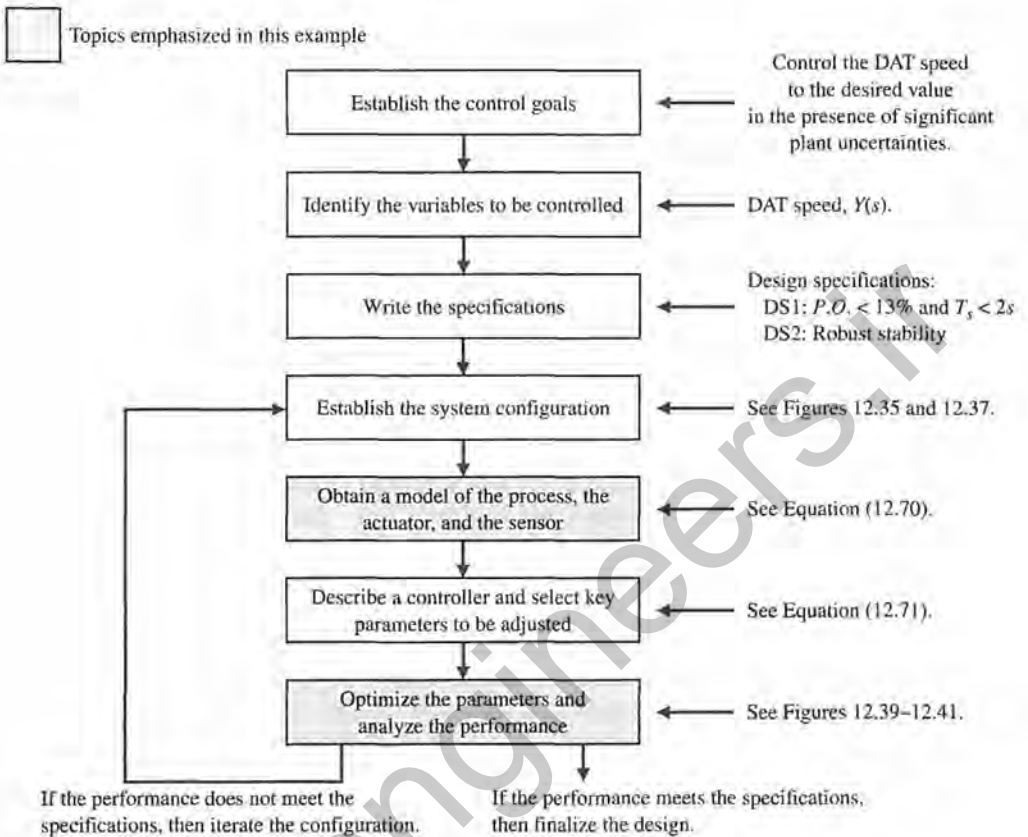 Topics emphasized in this example
Establish the control goals
Control the DAT speed
to the desired value
in the presence of significant
plant uncertainties.
Identify the variables to be controlled
DAT speed, Y(s).
Write the specifications
Design specifications:
DS1: P.O. < 13% and Ts < 2s
DS2: Robust stability
Establish the system configuration
See Figures 12.35 and 12.37.
Obtain a model of the process, the
actuator, and the sensor
See Equation (12.70).
Describe a controller and select key
parameters to be adjusted
See Equation (12.71).
Optimize the parameters and
analyze the performance
See Figures 12.39–12.41.
If the performance does not meet the
specifications, then iterate the configuration.
If the performance meets the specifications,
then finalize the design.
ngineers.ir